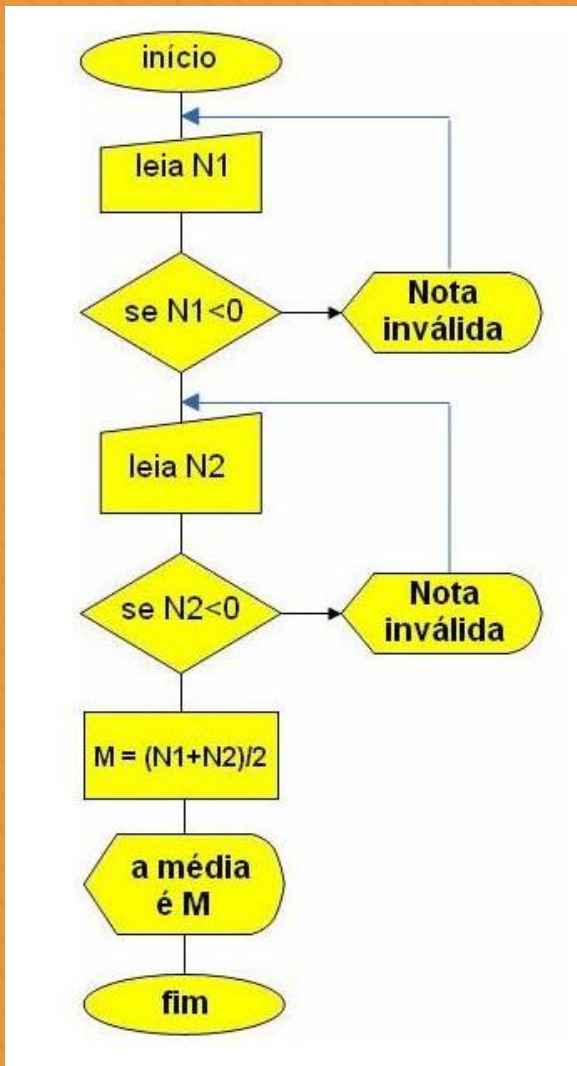 início
leia N1
se N1<0
Nota
inválida
leia N2
se N2<0
Nota
inválida
M = (N1+N2)/2
a média
é M
fim